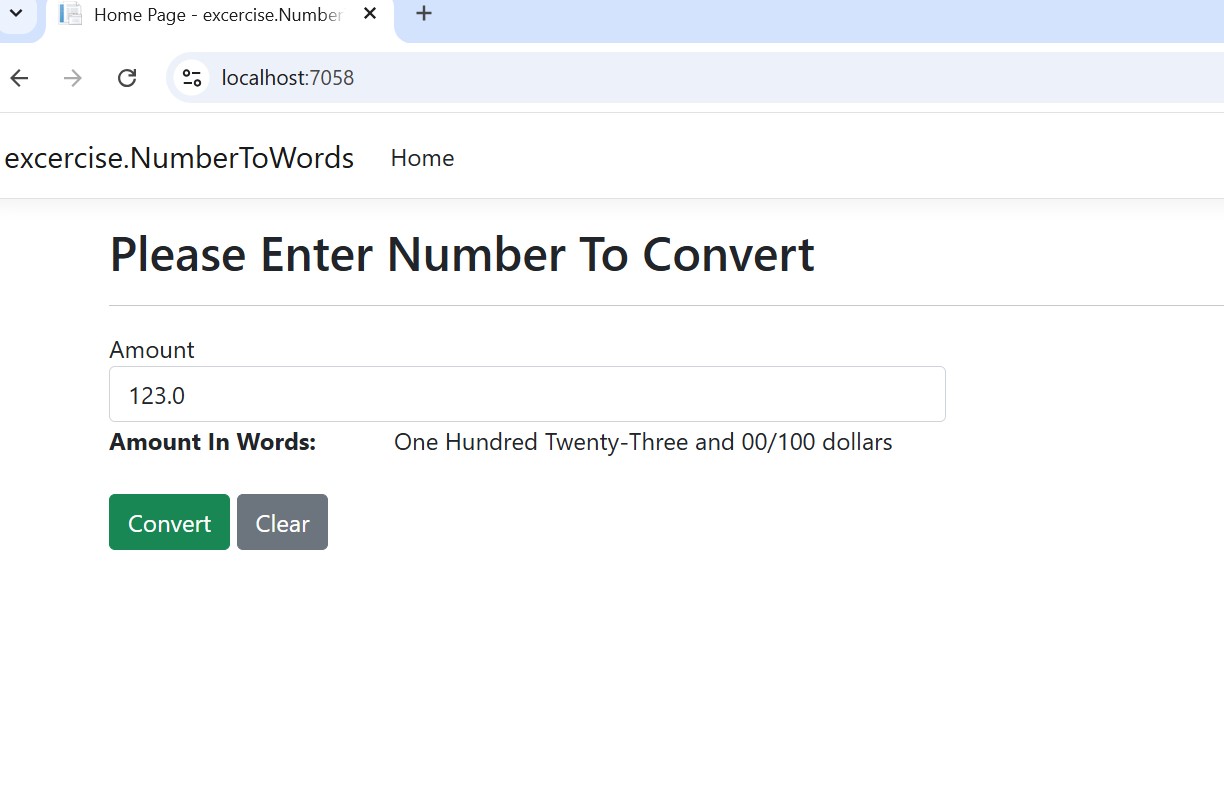 Home Page - excercise.Number
localhost:7058
excercise.NumberToWords Home
Please Enter Number To Convert
Amount
123.0
Amount In Words: One Hundred Twenty-Three and 00/100 dollars
Convert Clear